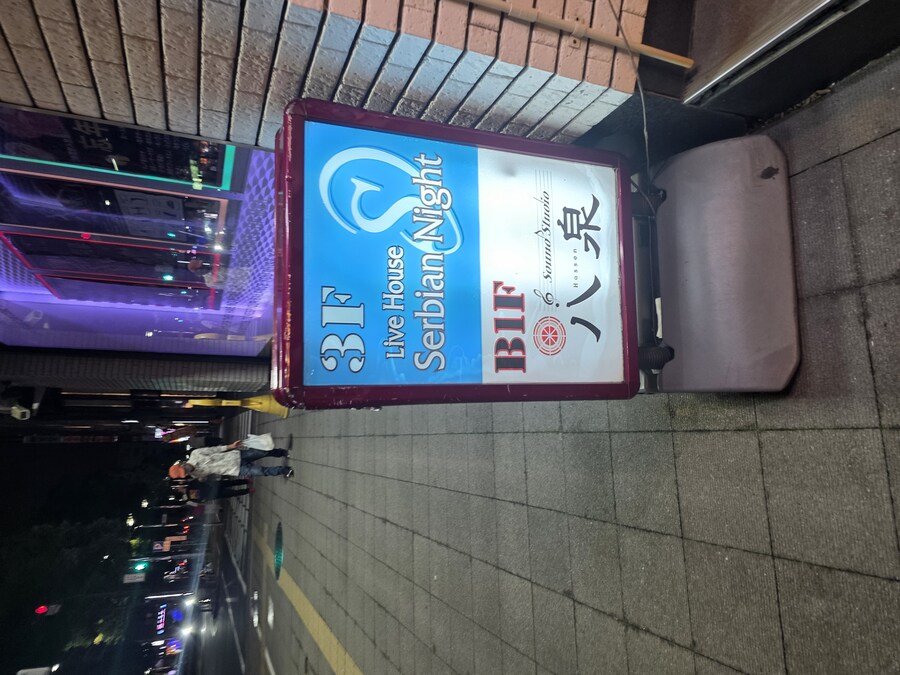 3F
Live House
Serbian Night
B1F
Sound Studio
Hassen
八泉